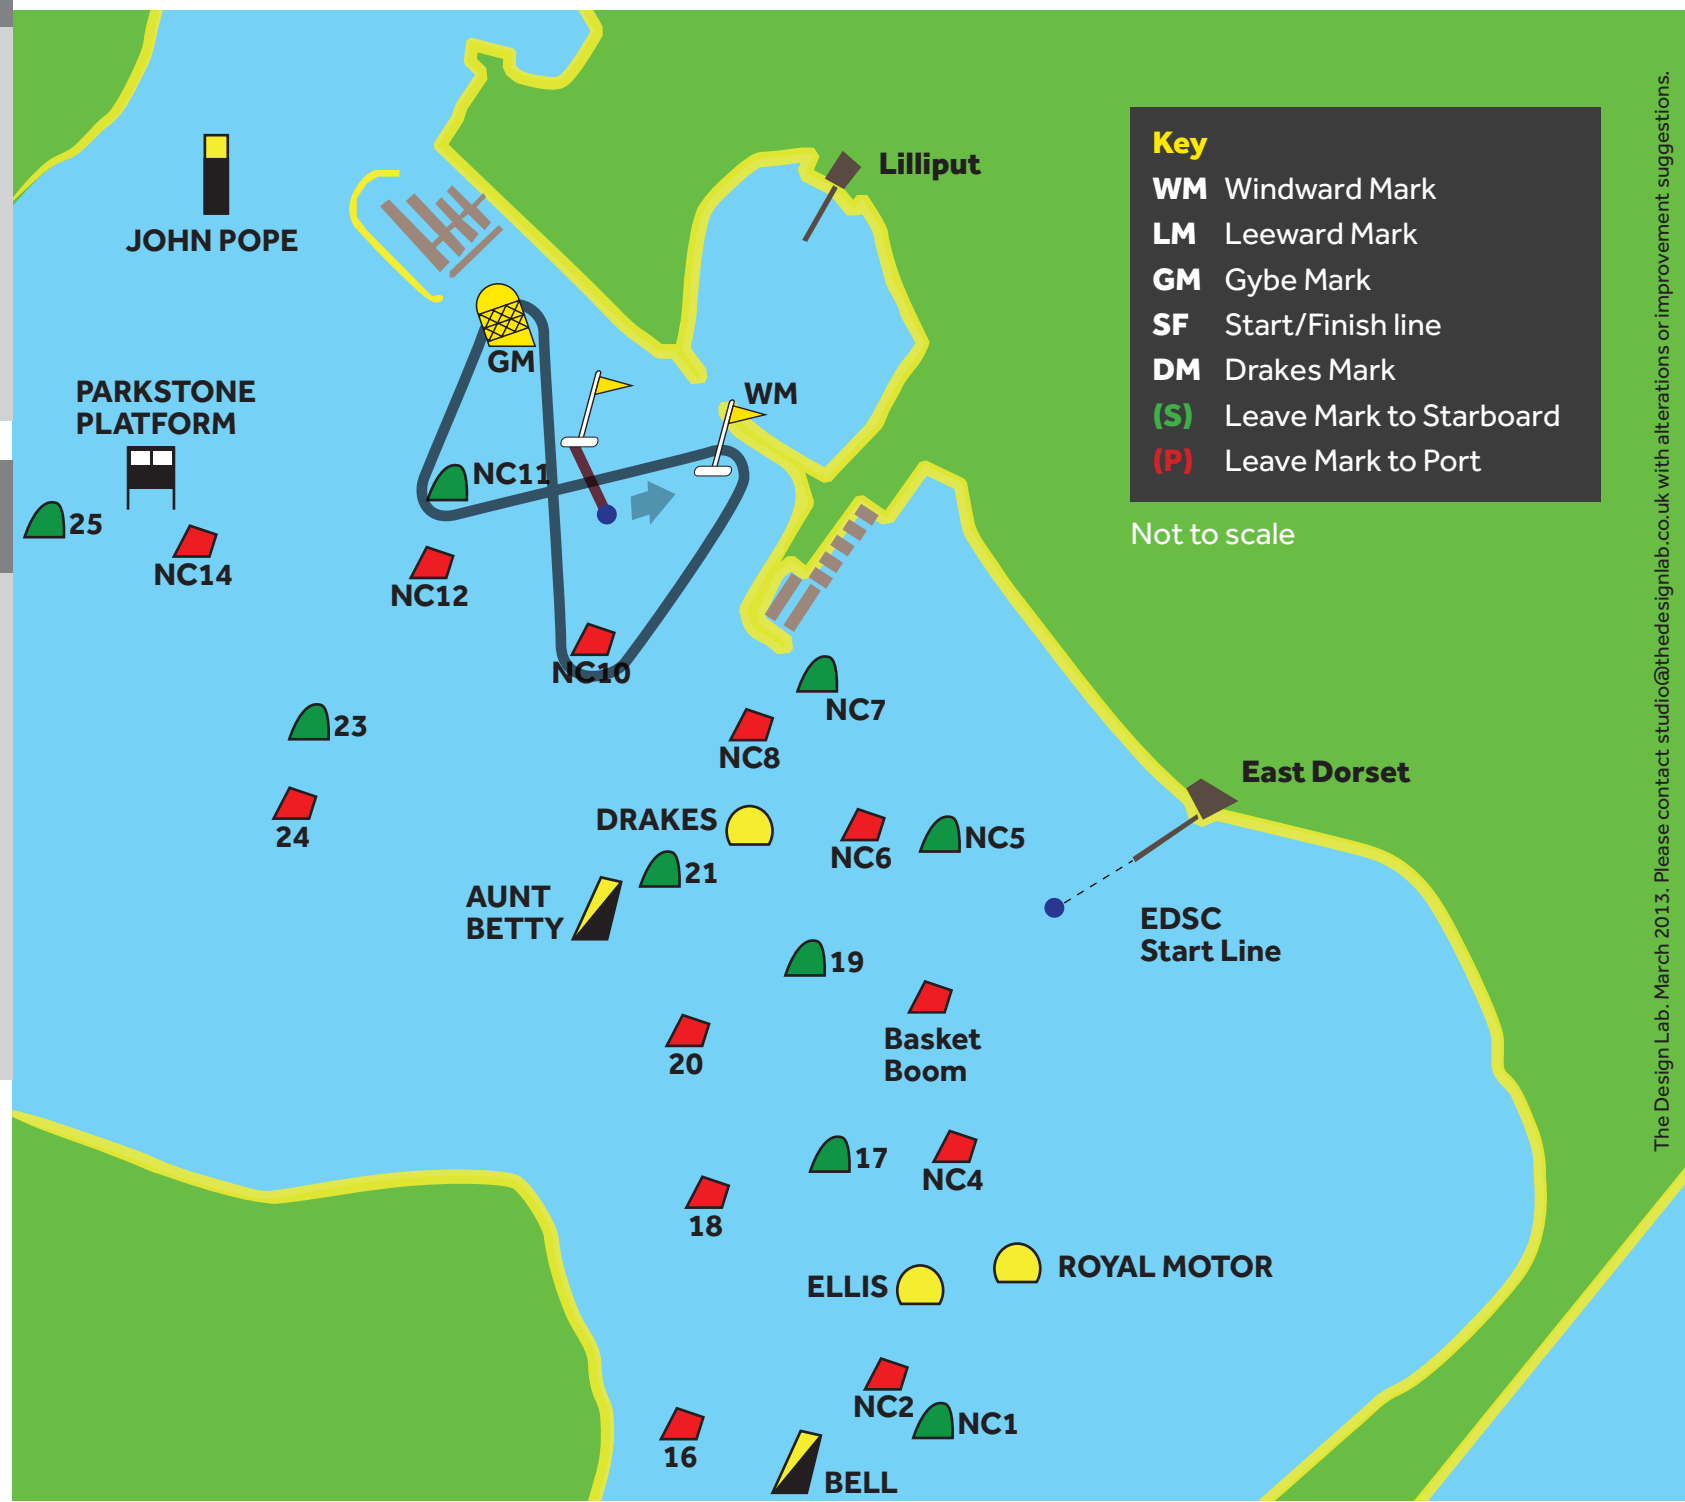 Lilliput
JOHN POPE
Key
WM Windward Mark
LM Leeward Mark
GM Gybe Mark
SF Start/Finish line
DM Drakes Mark
(S) Leave Mark to Starboard
(P) Leave Mark to Port
Not to scale
GM
WM
PARKSTONE
PLATFORM
NC11
25
NC14
NC12
NC10
NC7
23
NC8
24
East Dorset
DRAKES
NC6
NC5
21
AUNT
BETTY
EDSC
Start Line
19
Basket
Boom
20
17
NC4
18
ROYAL MOTOR
ELLIS
NC2
NC1
16
BELL
The Design Lab. March 2013. Please contact studio@thedesignlab.co.uk with alterations or improvement suggestions.